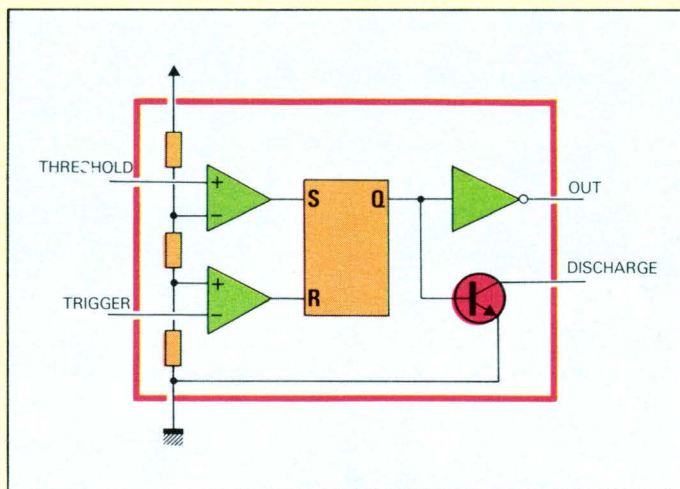 THRESHOLD
+
−
S
Q
OUT
DISCHARGE
+
−
R
TRIGGER